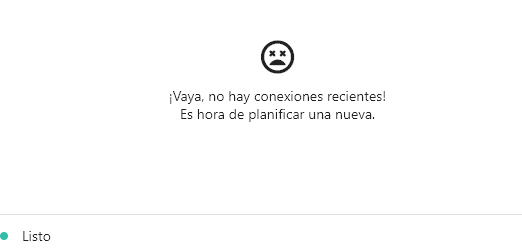 ¡Vaya, no hay conexiones recientes!
Es hora de planificar una nueva.
Listo